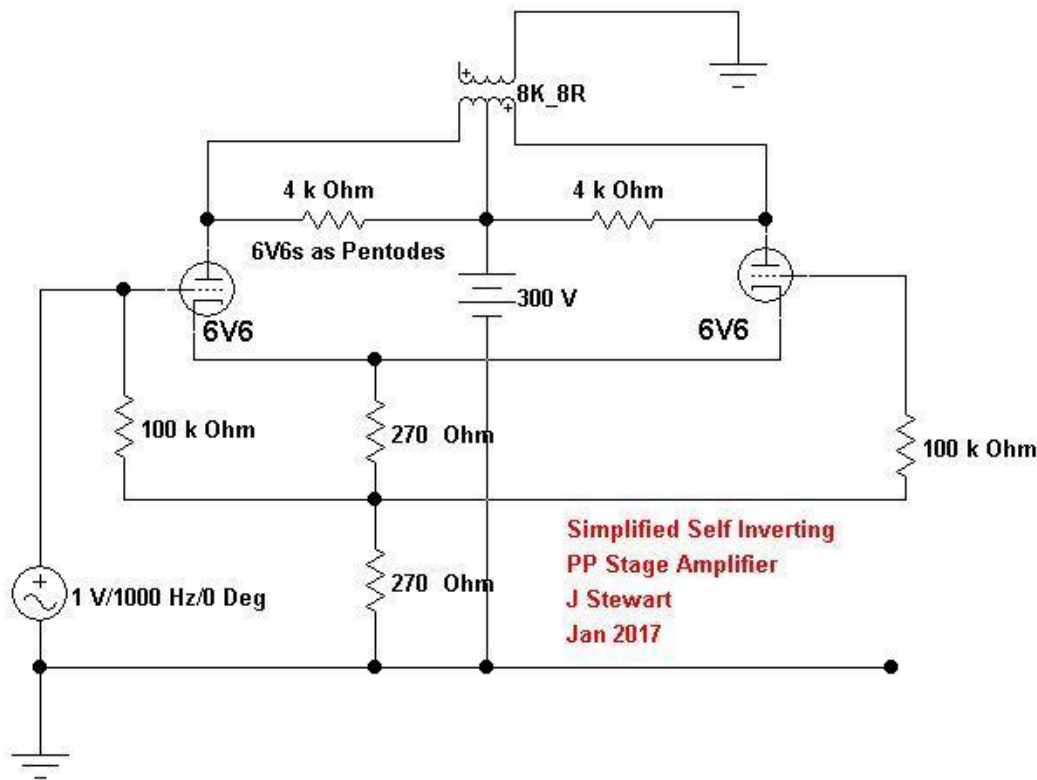 +
8K_8R
+
4 k Ohm
4 k Ohm
6V6s as Pentodes
300 V
6V6
6V6
100 k Ohm
270 Ohm
100 k Ohm
Simplified Self Inverting
PP Stage Amplifier
J Stewart
Jan 2017
+
1 V/1000 Hz/0 Deg
270 Ohm